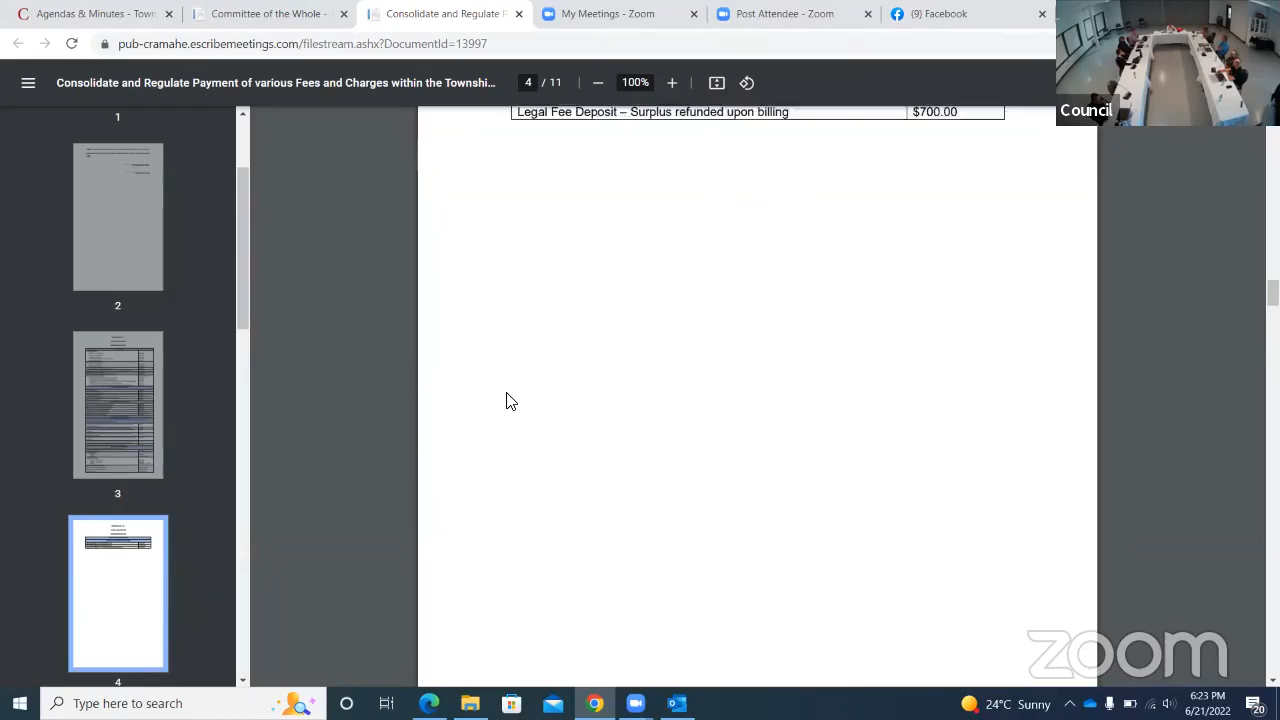 Agendas & Minutes - Town
Committee of the Whole -
Consolidate and Regulate P
My Meetings - Zoom
Post Attendee - Zoom
(9) Facebook
pub-cramahe.escribemeetings.com/filestream.ashx?DocumentId=13997
Consolidate and Regulate Payment of various Fees and Charges within the Townshi...
4 / 11
100%
Council
Legal Fee Deposit – Surplus refunded upon billing $700.00
1
2
3
4
zoom
Type here to search
24°C Sunny
6:23 PM
6/21/2022
20